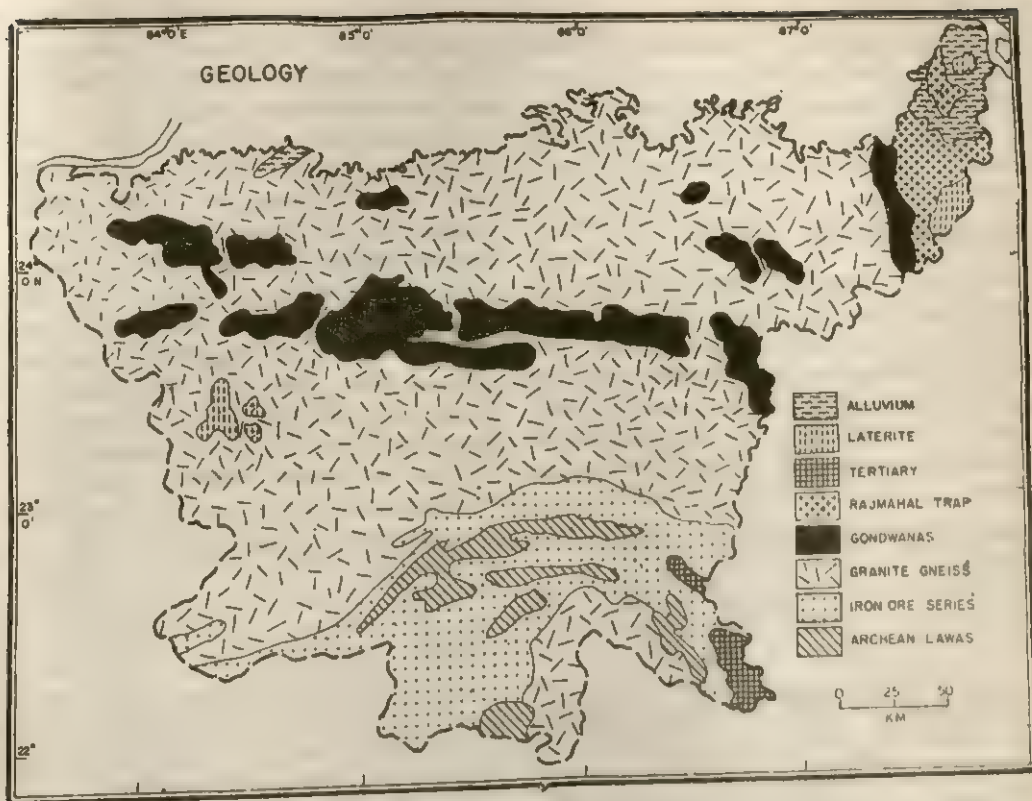 84°0'E 85°0' 86°0' 87°0'
GEOLOGY
24°
0'N
ALLUVIUM
LATERITE
TERTIARY
RAJMAHAL TRAP
23°
0'
GONDWANAS
GRANITE GNEISS
IRON ORE SERIES
ARCHEAN LAWAS
0 25 50
KM
22°